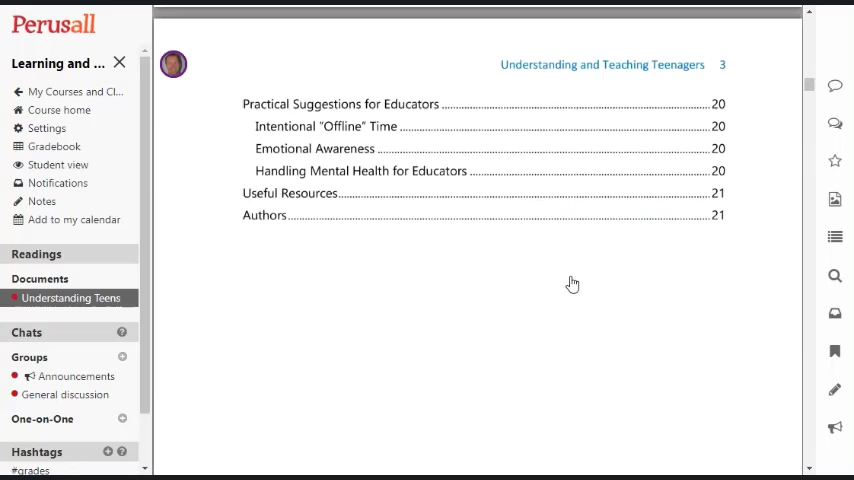 Perusall
Learning and ...
My Courses and Cl...
Course home
Settings
Gradebook
Student view
Notifications
Notes
Add to my calendar
Readings
Documents
Understanding Teens
Chats
Groups
Announcements
General discussion
One-on-One
Hashtags
#grades
Understanding and Teaching Teenagers 3
Practical Suggestions for Educators 20
Intentional “Offline” Time 20
Emotional Awareness 20
Handling Mental Health for Educators 20
Useful Resources 21
Authors 21